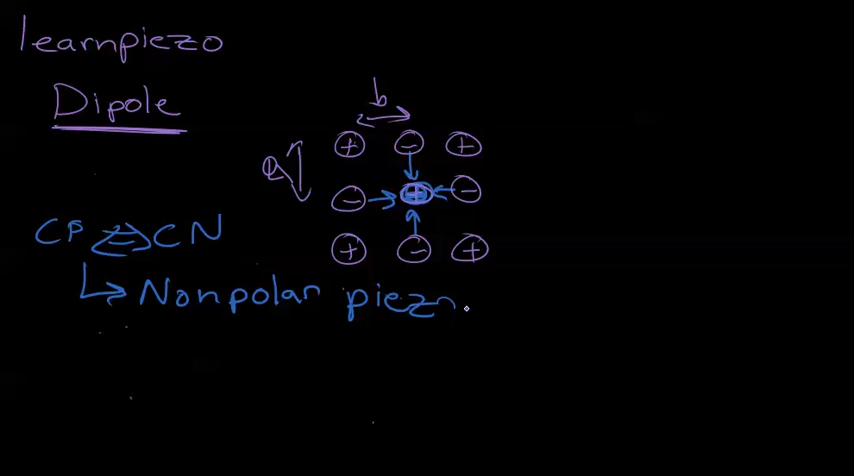 learnpiezo
Dipole
b
+ - +
a
- + -
CP ⇔ CN
+ - +
↳ Nonpolar piezo